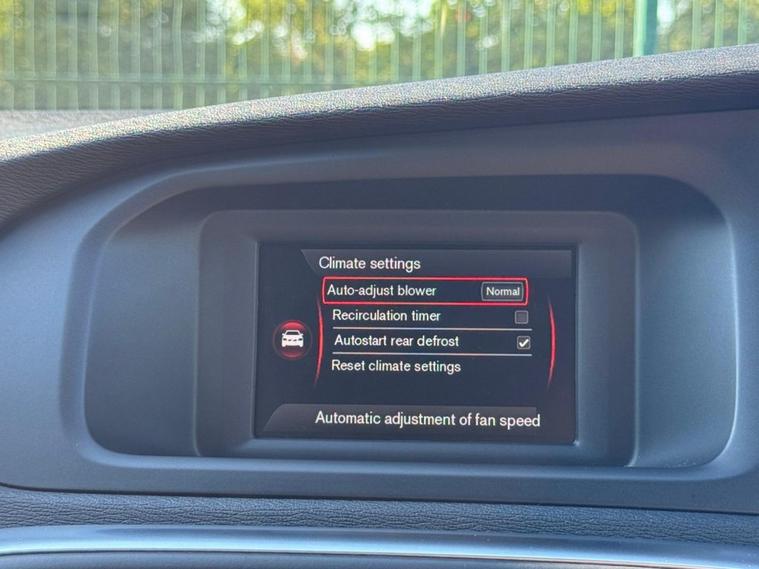 Climate settings
Auto-adjust blower Normal
Recirculation timer
Autostart rear defrost
Reset climate settings
Automatic adjustment of fan speed